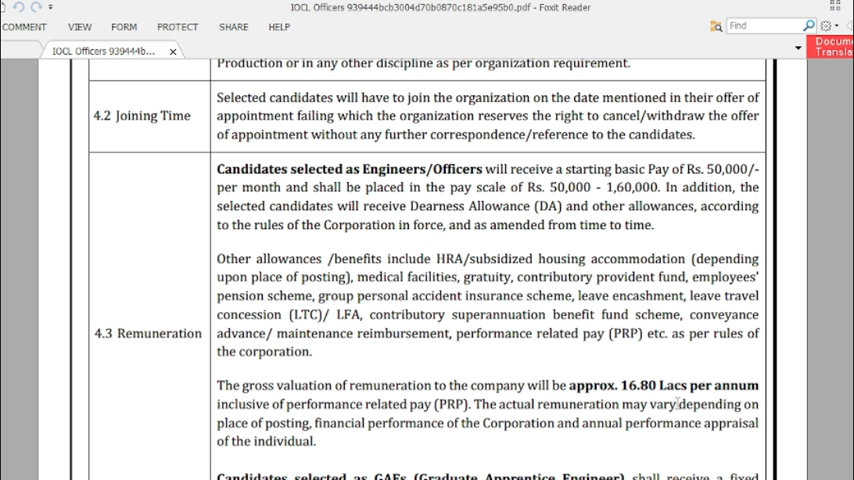 IOCL Officers 939444bcb3004d70b0870c181a5e95b0.pdf - Foxit Reader
COMMENT VIEW FORM PROTECT SHARE HELP
Find
IOCL Officers 939444b...
Docum
Transla
Production or in any other discipline as per organization requirement.
4.2 Joining Time
Selected candidates will have to join the organization on the date mentioned in their offer of
appointment failing which the organization reserves the right to cancel/withdraw the offer
of appointment without any further correspondence/reference to the candidates.
4.3 Remuneration
Candidates selected as Engineers/Officers will receive a starting basic Pay of Rs. 50,000/-
per month and shall be placed in the pay scale of Rs. 50,000 - 1,60,000. In addition, the
selected candidates will receive Dearness Allowance (DA) and other allowances, according
to the rules of the Corporation in force, and as amended from time to time.
Other allowances /benefits include HRA/subsidized housing accommodation (depending
upon place of posting), medical facilities, gratuity, contributory provident fund, employees'
pension scheme, group personal accident insurance scheme, leave encashment, leave travel
concession (LTC)/ LFA, contributory superannuation benefit fund scheme, conveyance
advance/ maintenance reimbursement, performance related pay (PRP) etc. as per rules of
the corporation.
The gross valuation of remuneration to the company will be approx. 16.80 Lacs per annum
inclusive of performance related pay (PRP). The actual remuneration may vary depending on
place of posting, financial performance of the Corporation and annual performance appraisal
of the individual.
Candidates selected as GAEs (Graduate Apprentice Engineer) shall receive a fixed